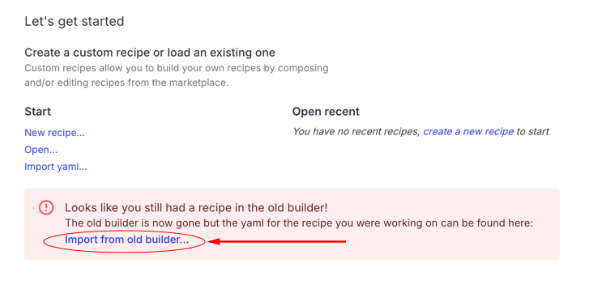 Let's get started
Create a custom recipe or load an existing one
Custom recipes allow you to build your own recipes by composing
and/or editing recipes from the marketplace.
Start
New recipe...
Open...
Import yaml...
Open recent
You have no recent recipes, create a new recipe to start
Looks like you still had a recipe in the old builder!
The old builder is now gone but the yaml for the recipe you were working on can be found here:
Import from old builder...